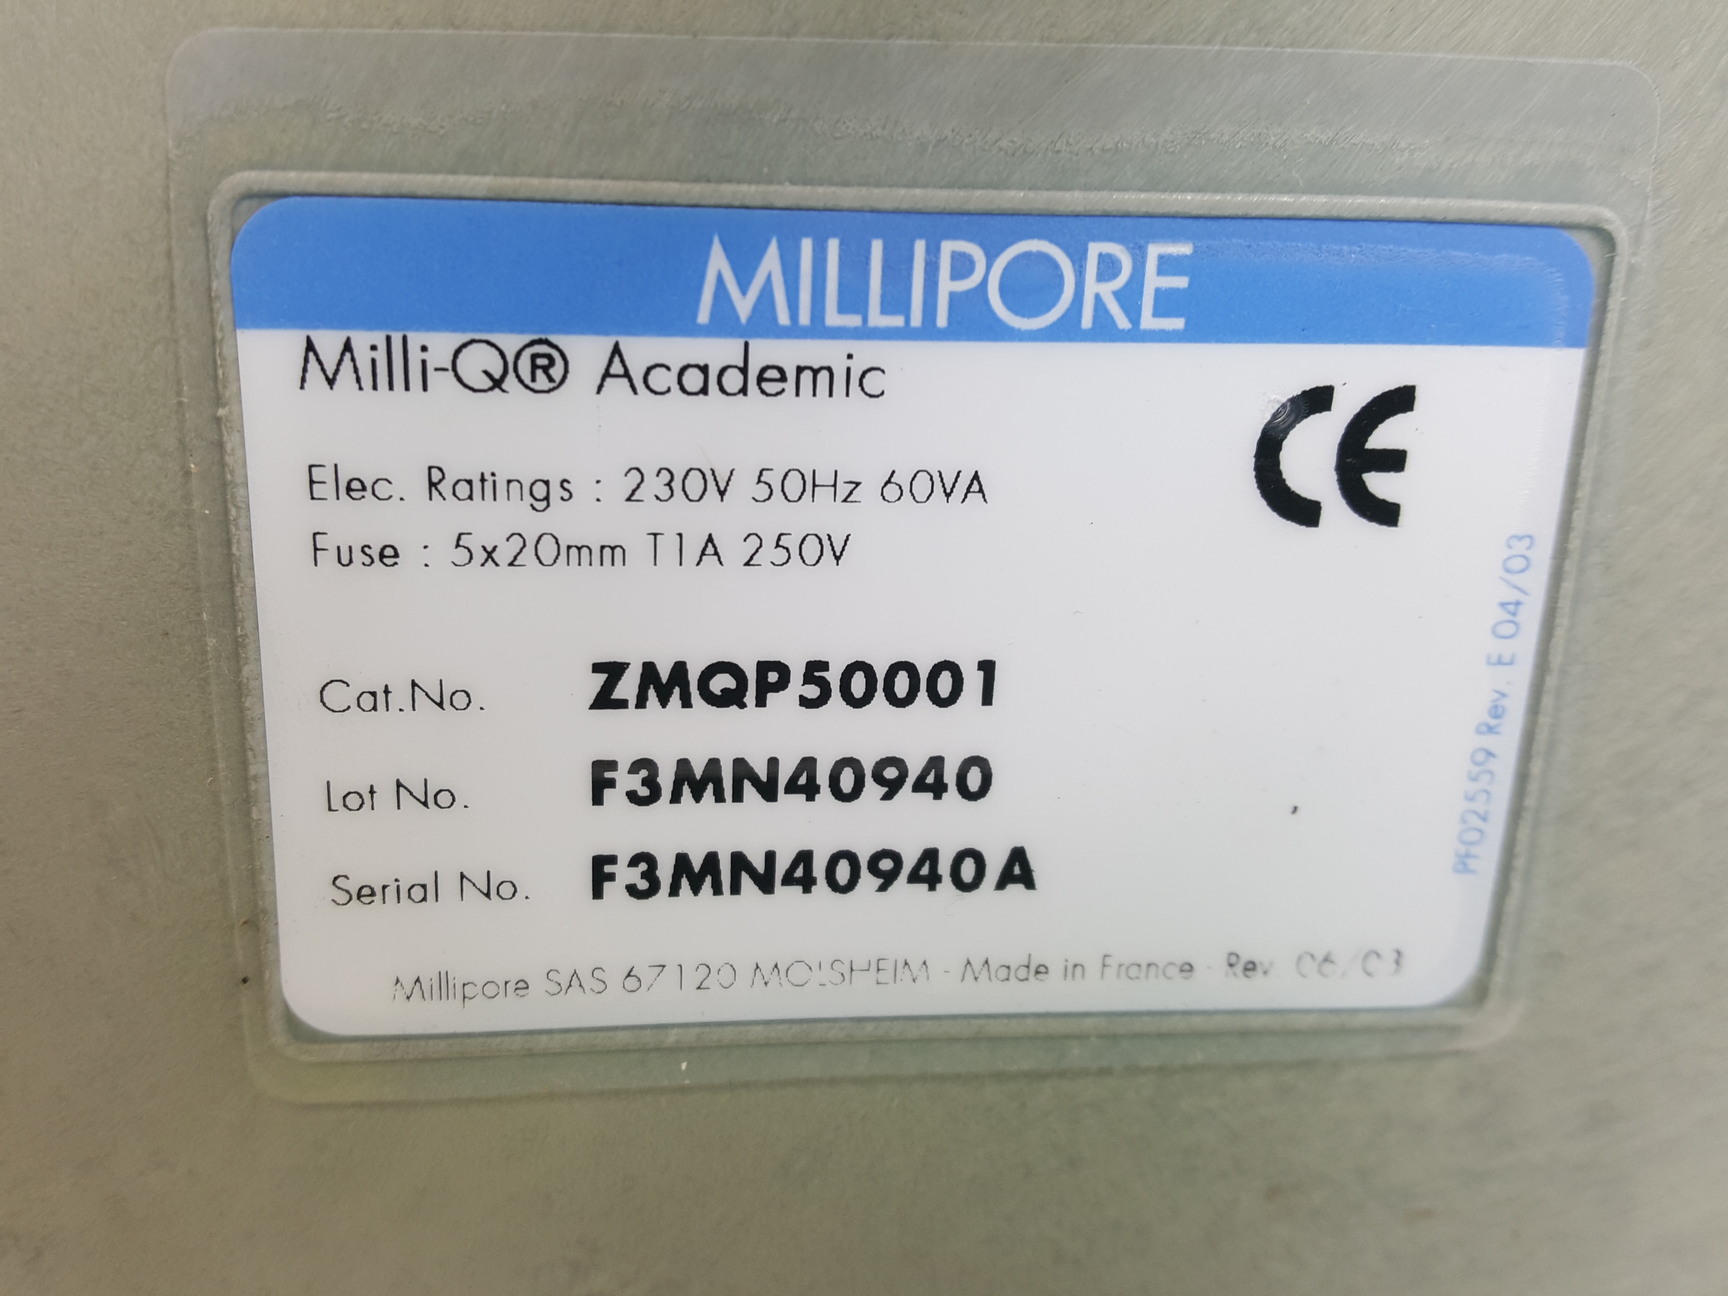 MILLIPORE
Milli-Q® Academic
CE
Elec. Ratings : 230V 50Hz 60VA
Fuse : 5x20mm T1A 250V
Cat.No. ZMQP50001
Lot No. F3MN40940
Serial No. F3MN40940A
Millipore SAS 67120 MOLSHEIM - Made in France - Rev 06/03
PF02559 Rev. E 04/03